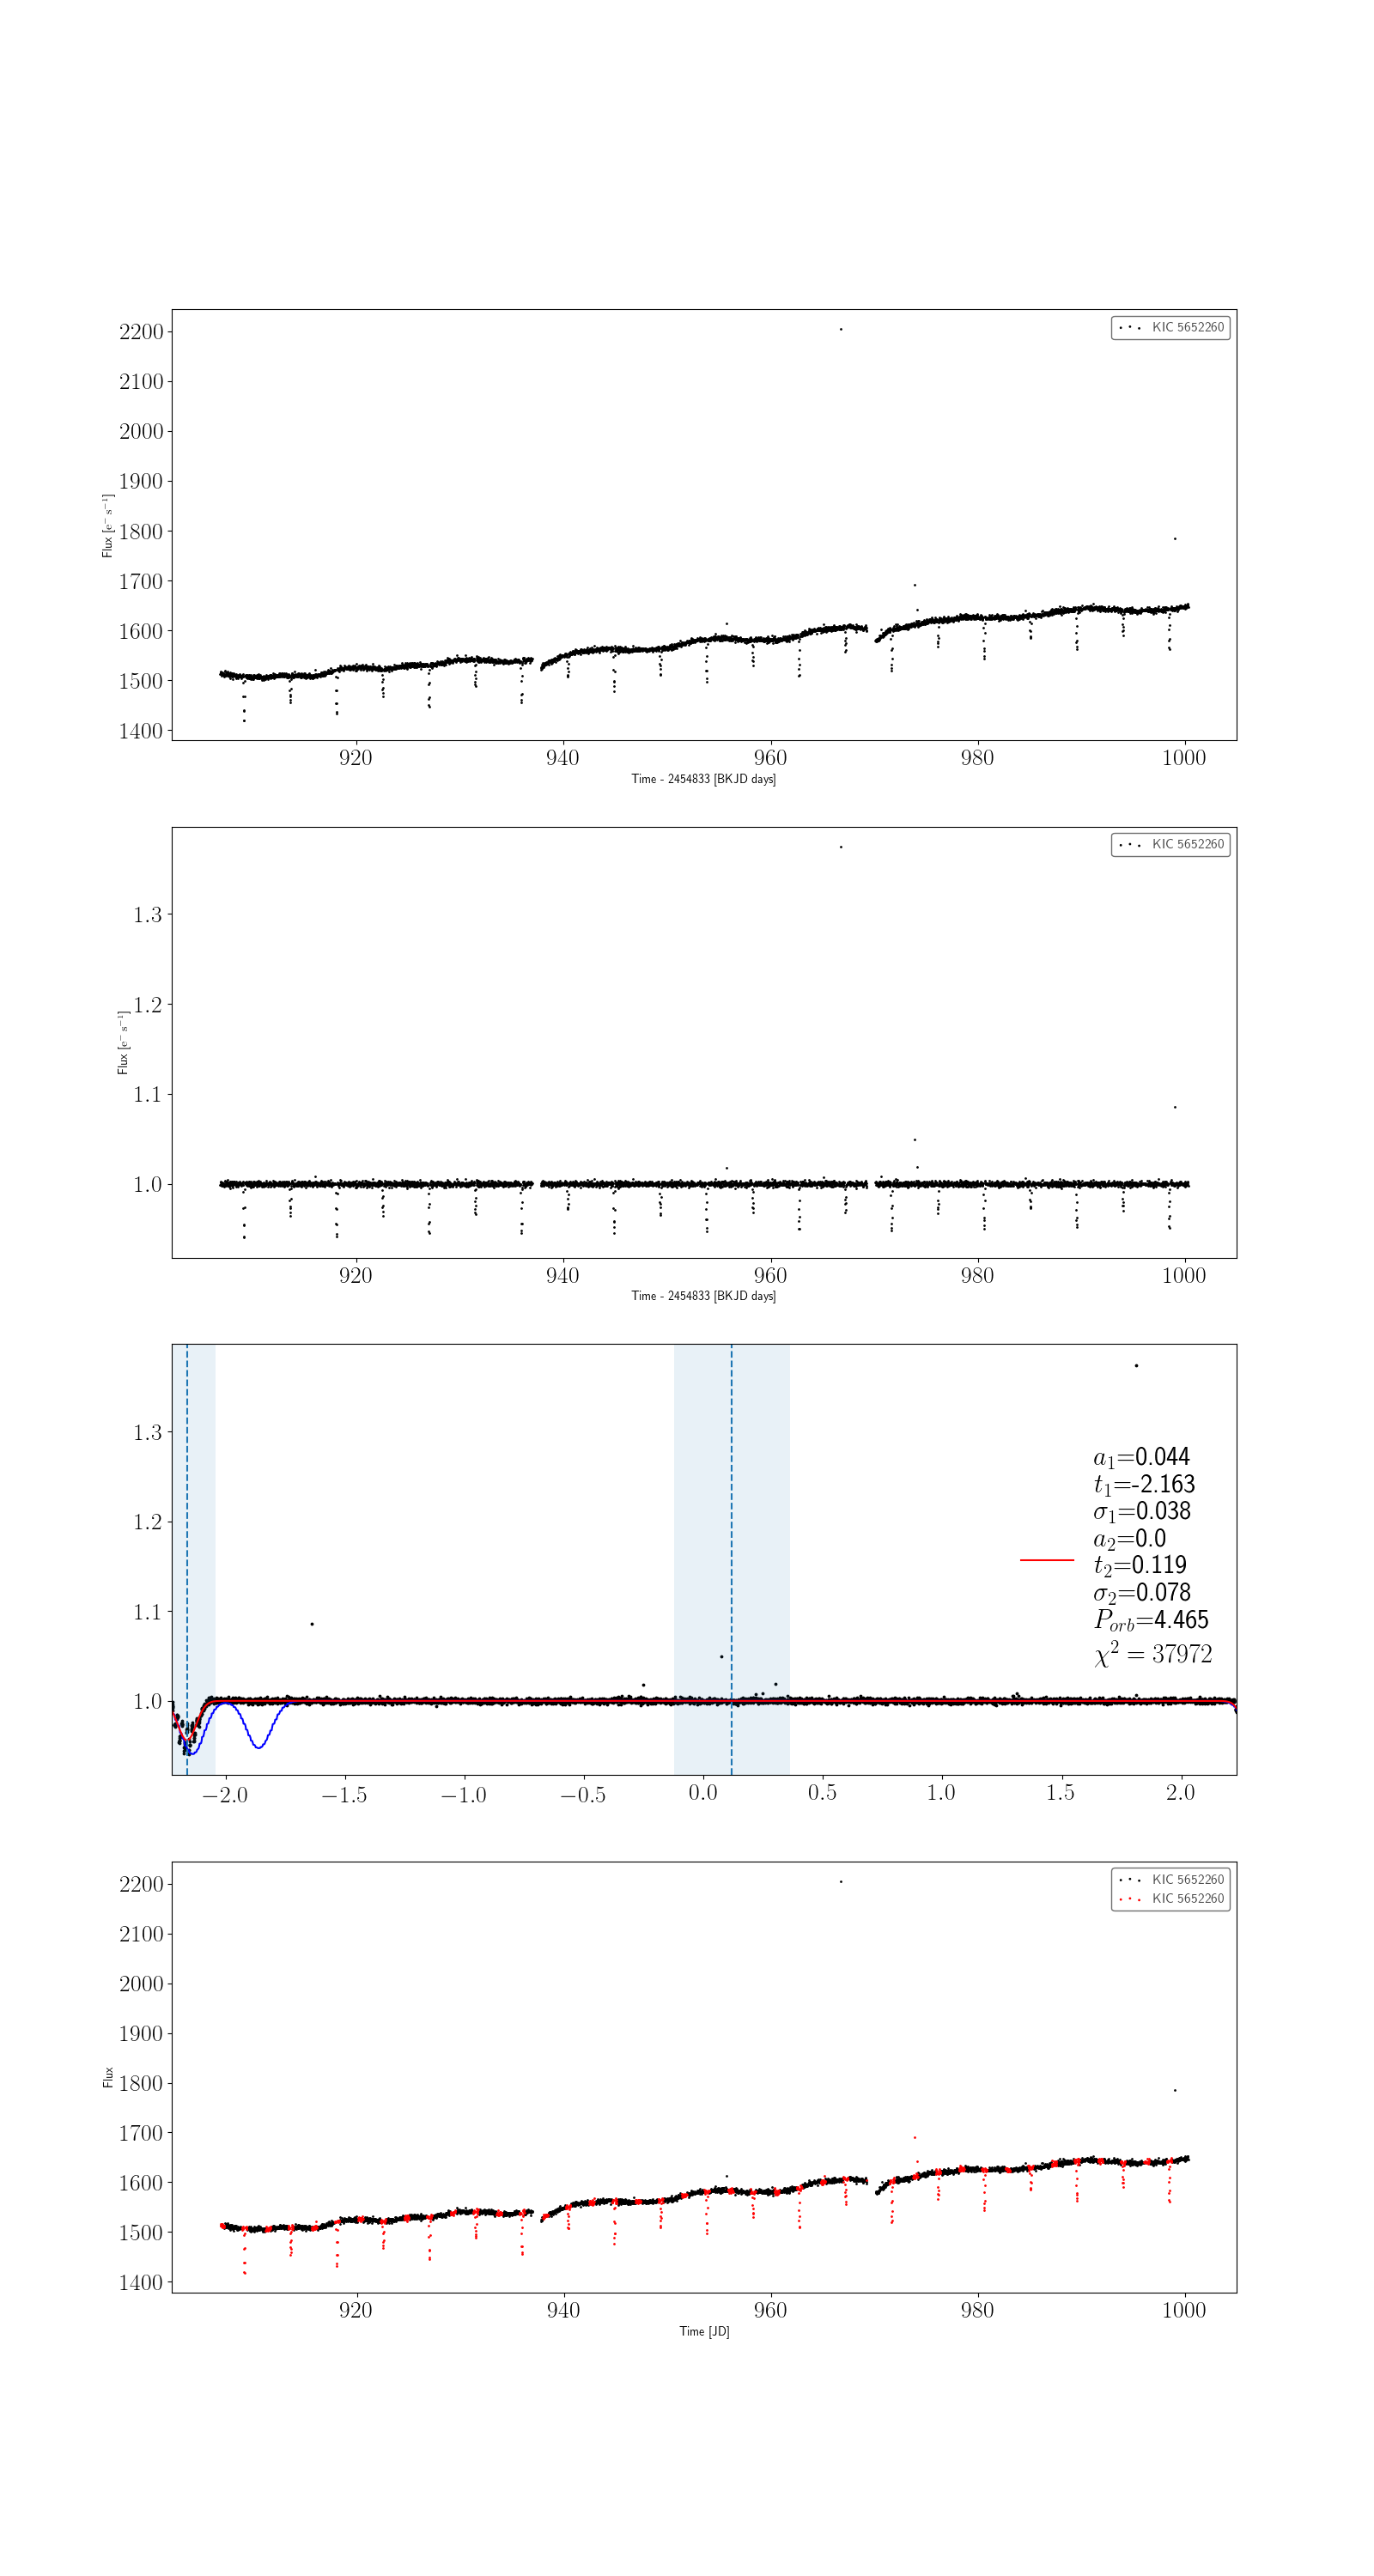 2200
2100
2000
1900
1800
1700
1600
1500
1400
Flux [e⁻ s⁻¹]
KIC 5652260
920 940 960 980 1000
Time - 2454833 [BKJD days]
1.3
1.2
1.1
1.0
Flux [e⁻ s⁻¹]
KIC 5652260
920 940 960 980 1000
Time - 2454833 [BKJD days]
1.3
1.2
1.1
1.0
a₁=0.044
t₁=-2.163
σ₁=0.038
a₂=0.0
t₂=0.119
σ₂=0.078
P_orb=4.465
χ² = 37972
−2.0 −1.5 −1.0 −0.5 0.0 0.5 1.0 1.5 2.0
2200
2100
2000
1900
1800
1700
1600
1500
1400
Flux
KIC 5652260
KIC 5652260
920 940 960 980 1000
Time [JD]